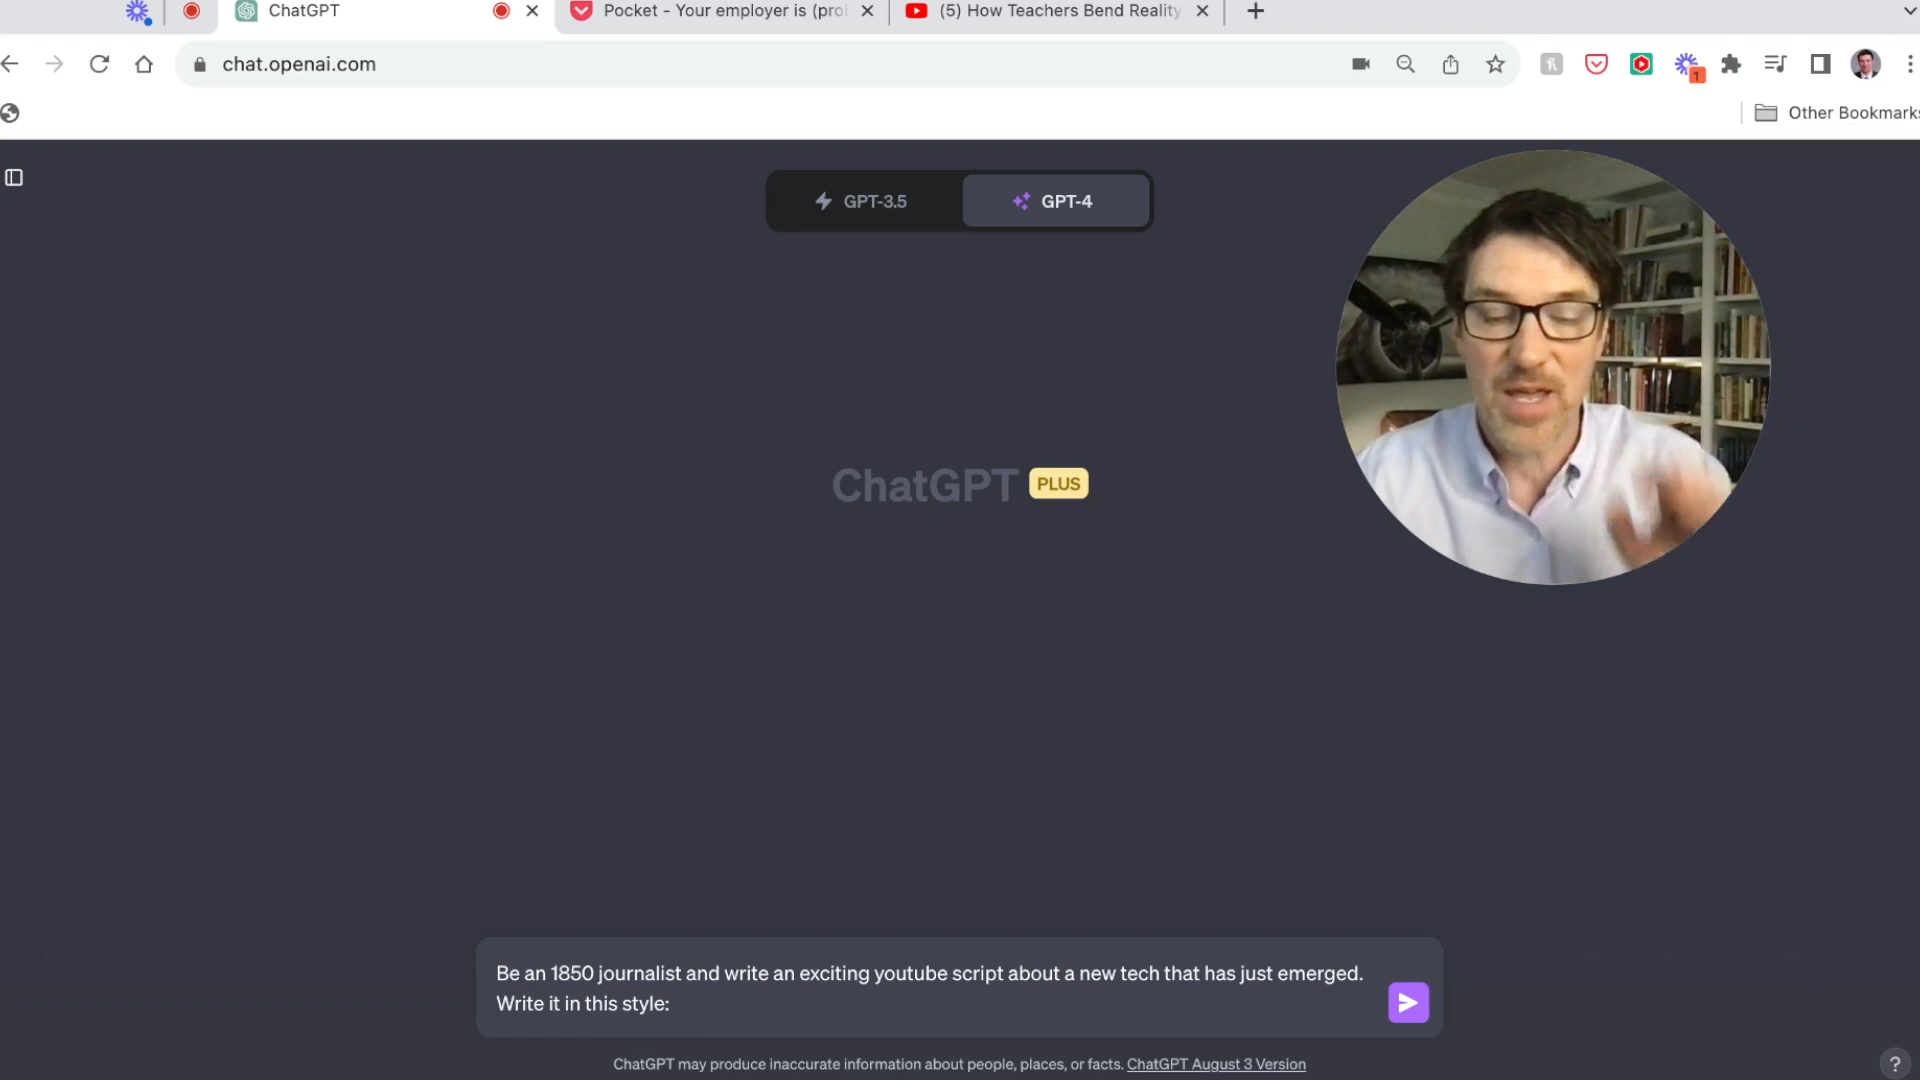 ChatGPT
Pocket - Your employer is (pro
(5) How Teachers Bend Reality
chat.openai.com
1
Other Bookmarks
GPT-3.5
GPT-4
ChatGPT PLUS
Be an 1850 journalist and write an exciting youtube script about a new tech that has just emerged.
Write it in this style:
ChatGPT may produce inaccurate information about people, places, or facts. ChatGPT August 3 Version
?